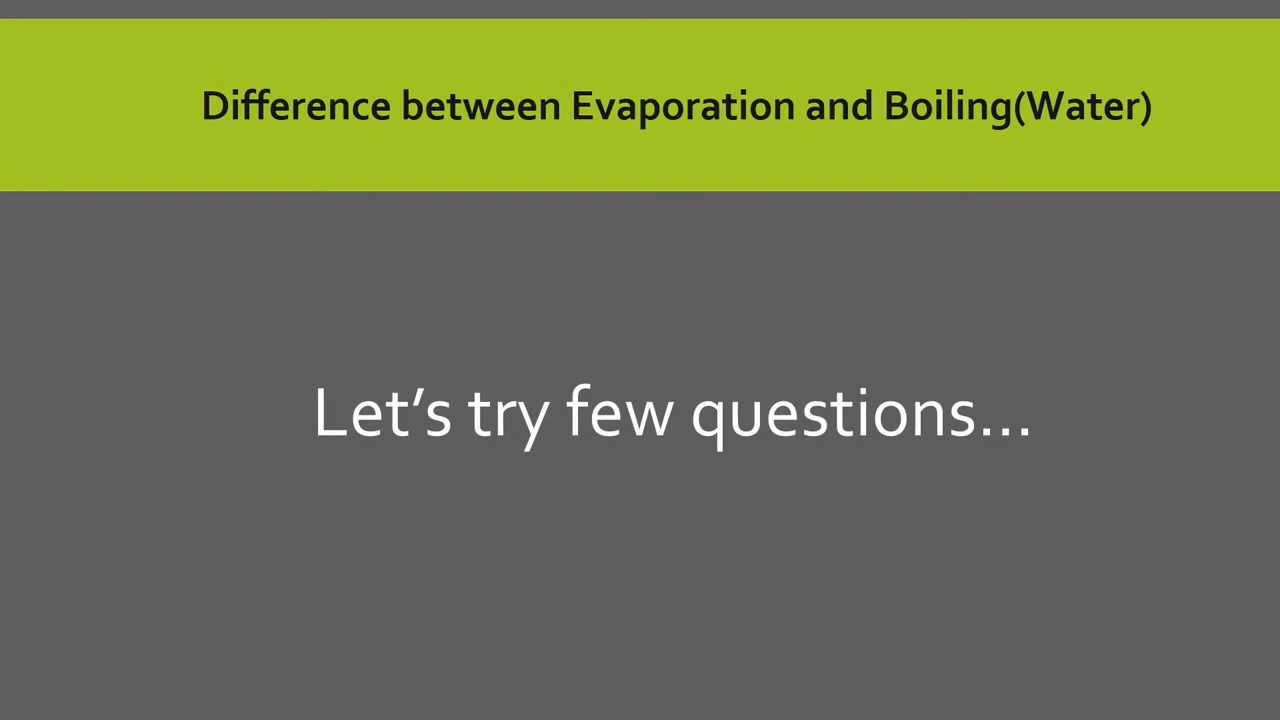 Difference between Evaporation and Boiling(Water)
Let’s try few questions...